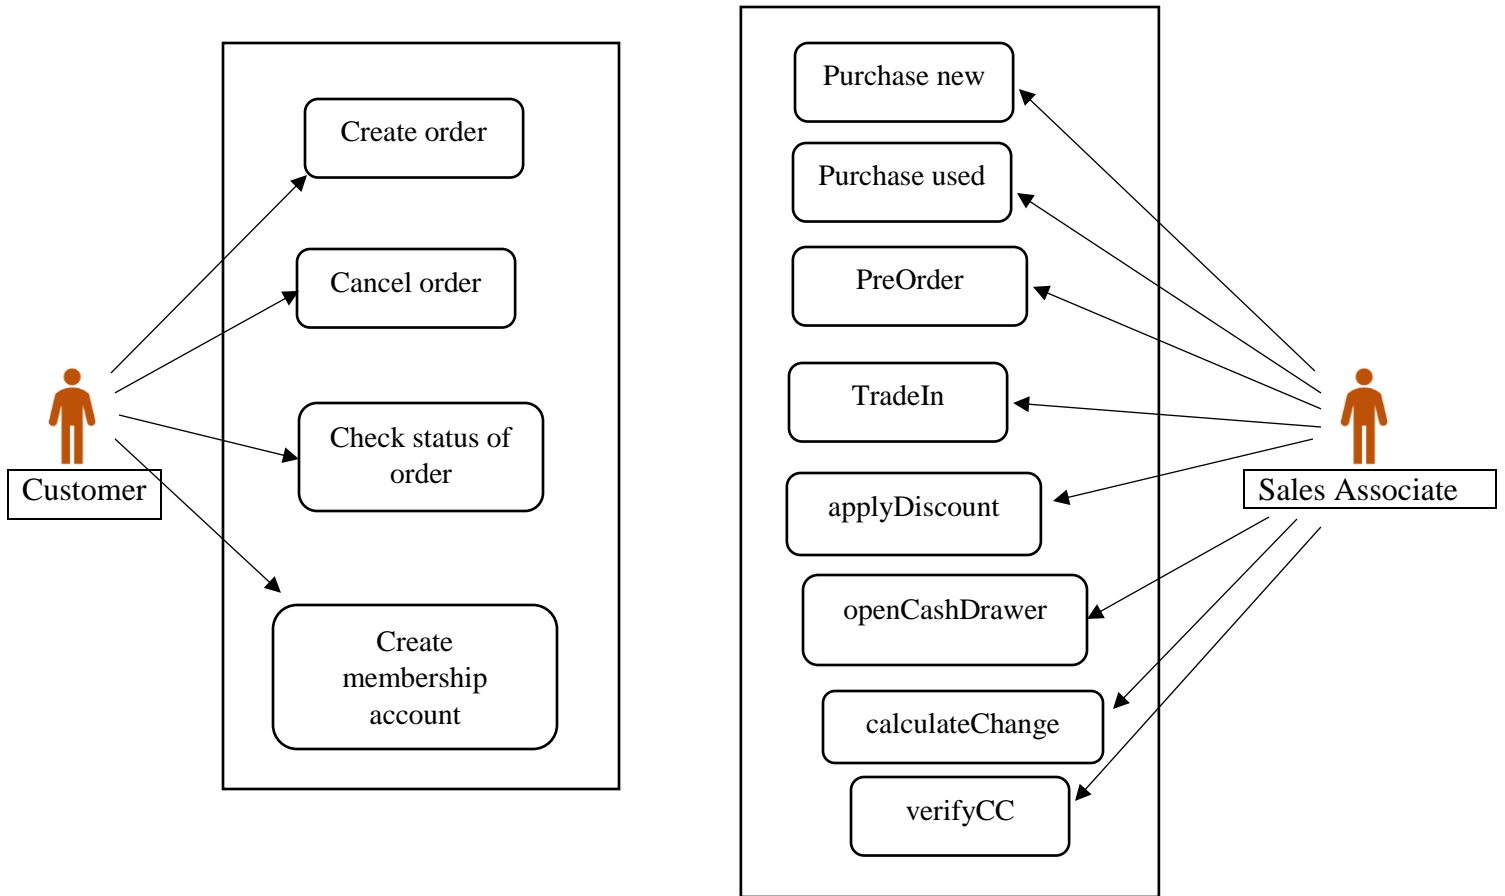 Create order
Cancel order
Check status of
order
Create
membership
account
Customer
Purchase new
Purchase used
PreOrder
TradeIn
applyDiscount
openCashDrawer
calculateChange
verifyCC
Sales Associate